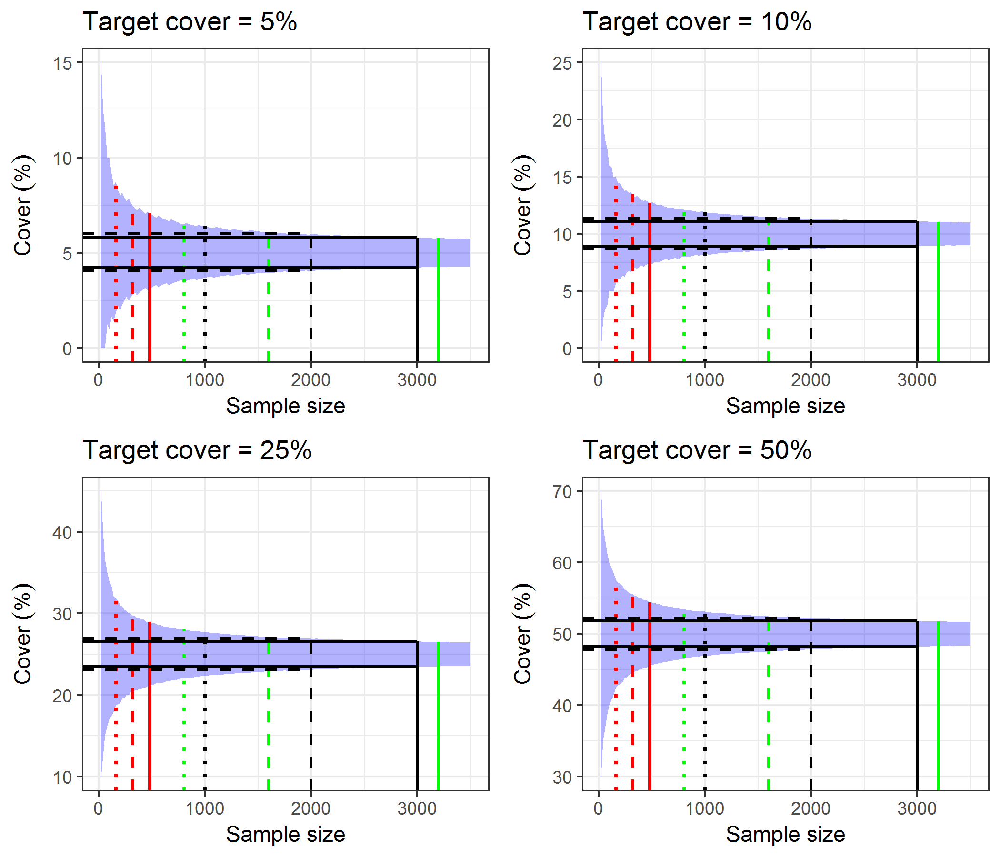 Target cover = 5%
15
10
5
0
Cover (%)
0 1000 2000 3000
Sample size
Target cover = 10%
25
20
15
10
5
0
Cover (%)
0 1000 2000 3000
Sample size
Target cover = 25%
40
30
20
10
Cover (%)
0 1000 2000 3000
Sample size
Target cover = 50%
70
60
50
40
30
Cover (%)
0 1000 2000 3000
Sample size